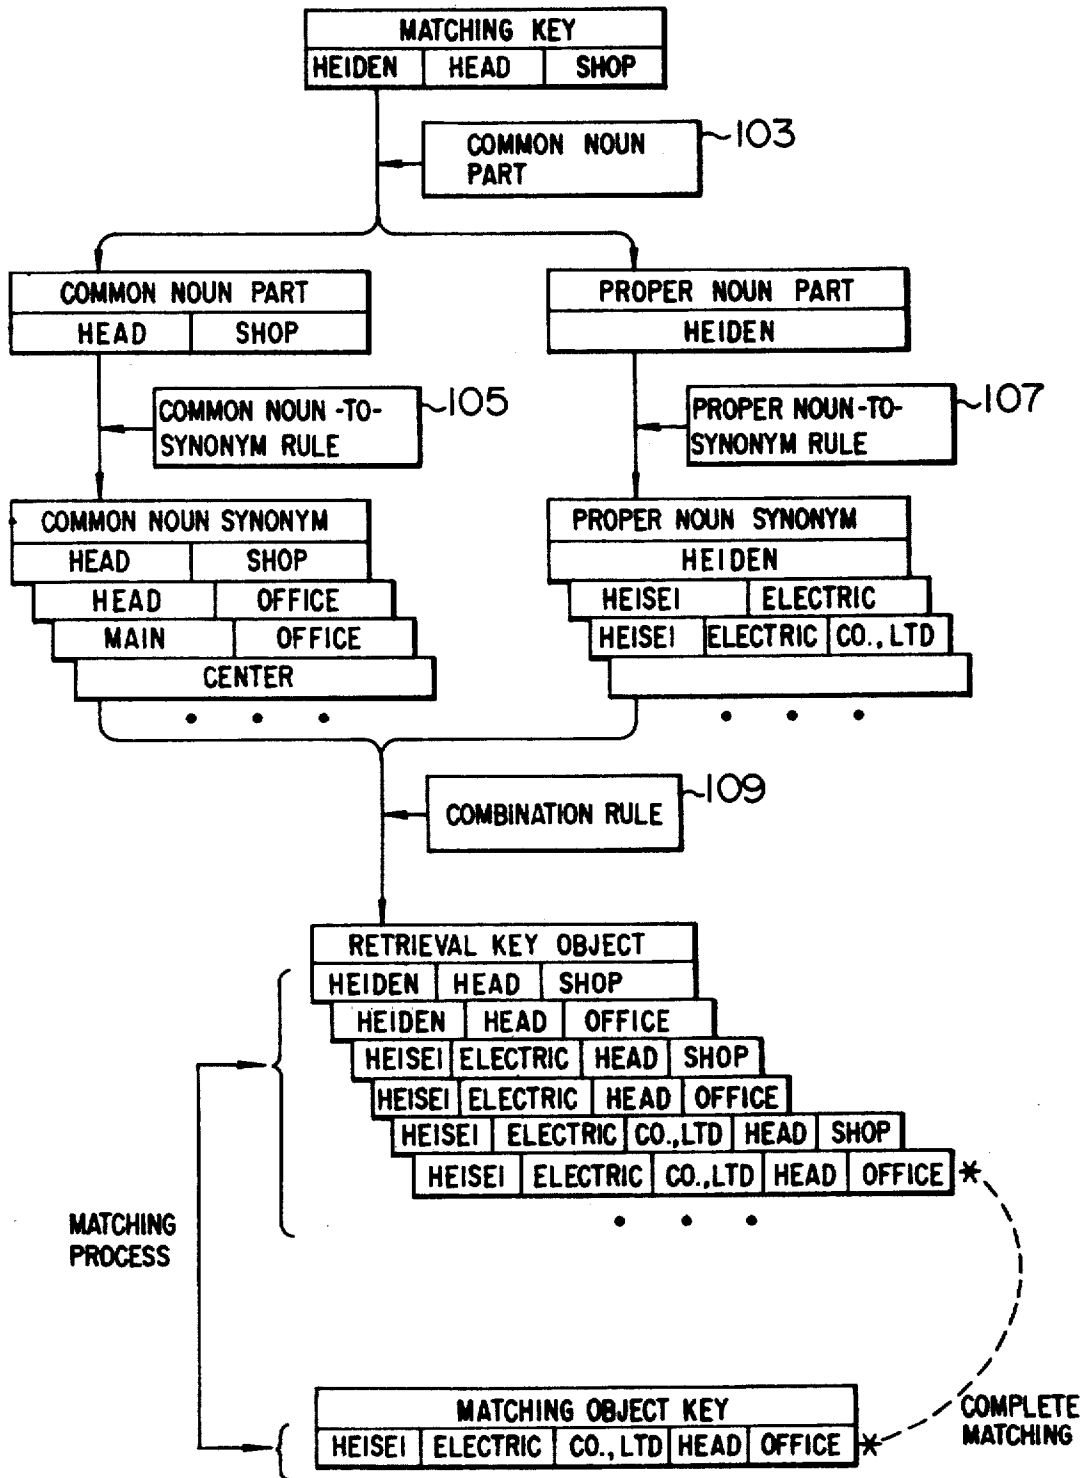 MATCHING KEY
HEIDEN HEAD SHOP
COMMON NOUN
PART
103
COMMON NOUN PART
HEAD SHOP
PROPER NOUN PART
HEIDEN
COMMON NOUN -TO-
SYNONYM RULE
105
PROPER NOUN-TO-
SYNONYM RULE
107
COMMON NOUN SYNONYM
HEAD SHOP
HEAD OFFICE
MAIN OFFICE
CENTER
• • •
PROPER NOUN SYNONYM
HEIDEN
HEISEI ELECTRIC
HEISEI ELECTRIC CO., LTD
• • •
COMBINATION RULE
109
RETRIEVAL KEY OBJECT
HEIDEN HEAD SHOP
HEIDEN HEAD OFFICE
HEISEI ELECTRIC HEAD SHOP
HEISEI ELECTRIC HEAD OFFICE
HEISEI ELECTRIC CO.,LTD HEAD SHOP
HEISEI ELECTRIC CO.,LTD HEAD OFFICE *
• • •
MATCHING
PROCESS
MATCHING OBJECT KEY
HEISEI ELECTRIC CO., LTD HEAD OFFICE *
COMPLETE
MATCHING